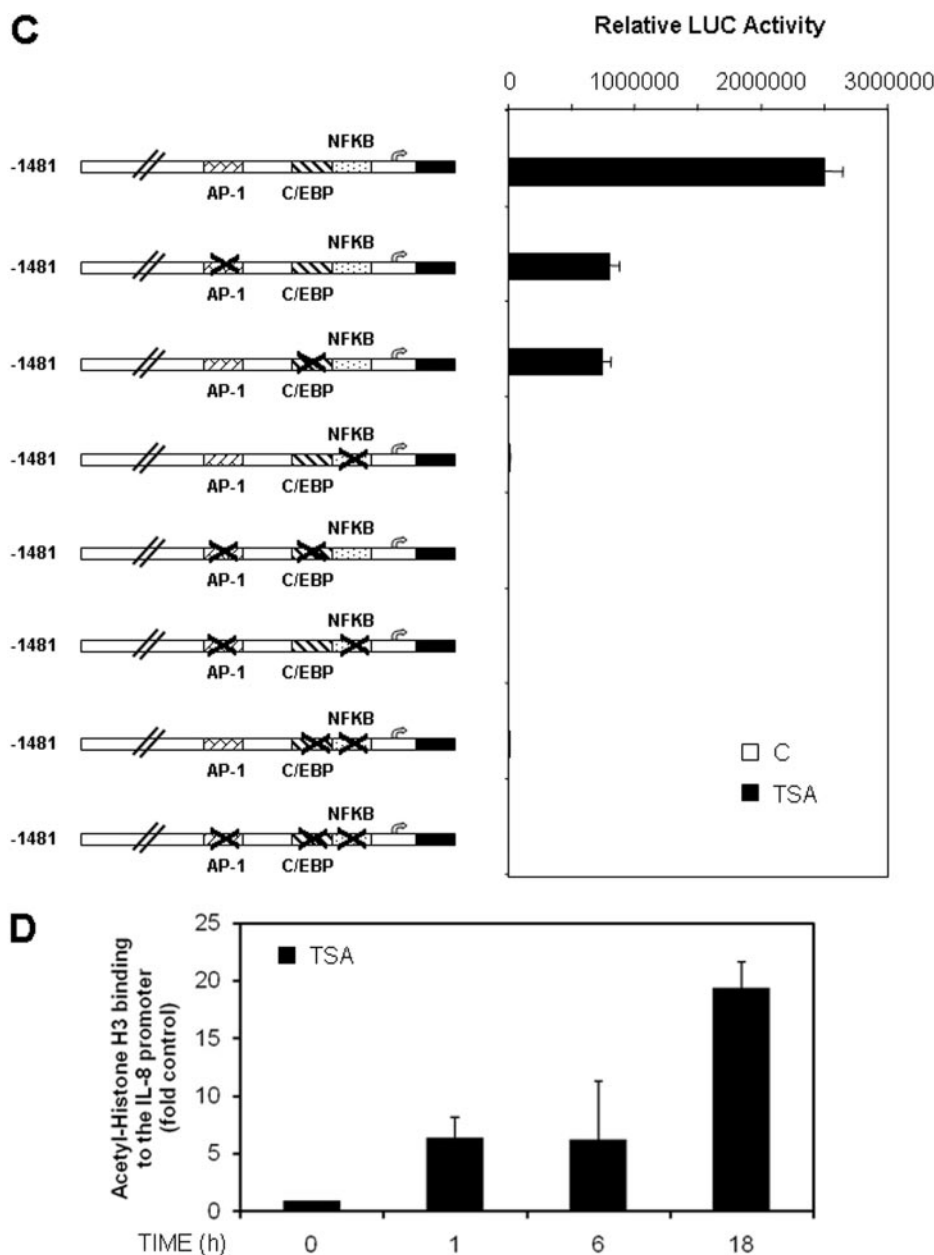 C
Relative LUC Activity
0 1000000 2000000 3000000
NFKB
-1481
AP-1 C/EBP
NFKB
-1481
AP-1 C/EBP
NFKB
-1481
AP-1 C/EBP
NFKB
-1481
AP-1 C/EBP
NFKB
-1481
AP-1 C/EBP
NFKB
-1481
AP-1 C/EBP
NFKB
-1481
AP-1 C/EBP
NFKB
-1481
AP-1 C/EBP
C
TSA
D
Acetyl-Histone H3 binding
to the IL-8 promoter
(fold control)
25
20
15
10
5
0
TSA
TIME (h) 0 1 6 18